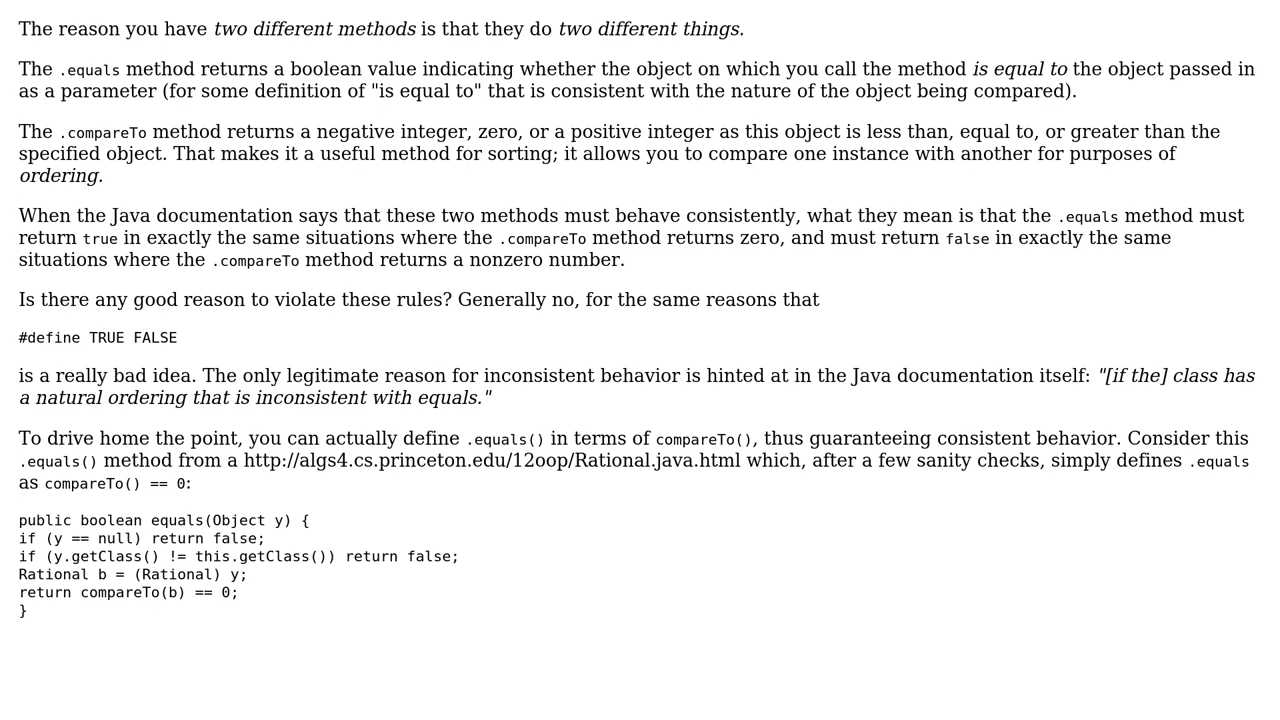 The reason you have two different methods is that they do two different things.
The .equals method returns a boolean value indicating whether the object on which you call the method is equal to the object passed in
as a parameter (for some definition of "is equal to" that is consistent with the nature of the object being compared).
The .compareTo method returns a negative integer, zero, or a positive integer as this object is less than, equal to, or greater than the
specified object. That makes it a useful method for sorting; it allows you to compare one instance with another for purposes of
ordering.
When the Java documentation says that these two methods must behave consistently, what they mean is that the .equals method must
return true in exactly the same situations where the .compareTo method returns zero, and must return false in exactly the same
situations where the .compareTo method returns a nonzero number.
Is there any good reason to violate these rules? Generally no, for the same reasons that
#define TRUE FALSE
is a really bad idea. The only legitimate reason for inconsistent behavior is hinted at in the Java documentation itself: "[if the] class has
a natural ordering that is inconsistent with equals."
To drive home the point, you can actually define .equals() in terms of compareTo(), thus guaranteeing consistent behavior. Consider this
.equals() method from a http://algs4.cs.princeton.edu/12oop/Rational.java.html which, after a few sanity checks, simply defines .equals
as compareTo() == 0:
public boolean equals(Object y) {
if (y == null) return false;
if (y.getClass() != this.getClass()) return false;
Rational b = (Rational) y;
return compareTo(b) == 0;
}